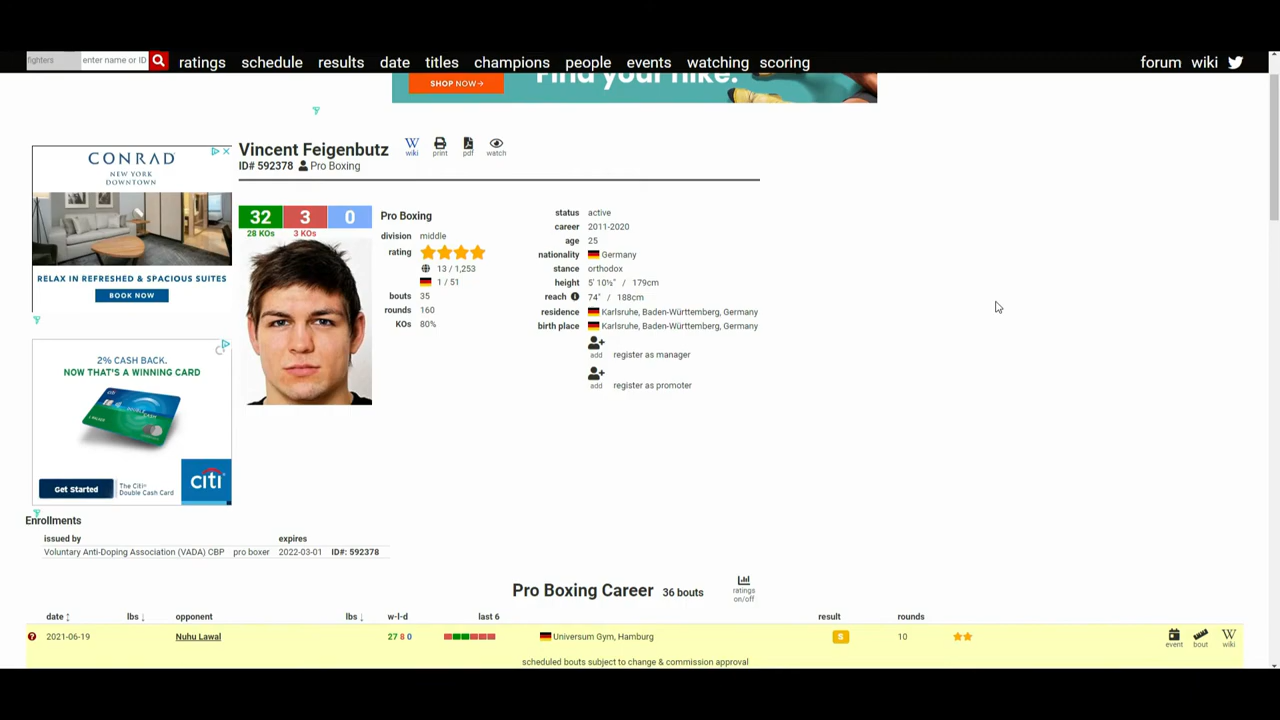 fighters enter name or ID ratings schedule results date titles champions people events watching scoring forum wiki
Find your nike.
SHOP NOW→
Vincent Feigenbutz
wiki print pdf watch
ID# 592378 Pro Boxing
CONRAD
NEW YORK
DOWNTOWN
RELAX IN REFRESHED & SPACIOUS SUITES
BOOK NOW
32 3 0
28 KOs 3 KOs
Pro Boxing
division middle
rating
13 / 1,253
1 / 51
bouts 35
rounds 160
KOs 80%
status active
career 2011-2020
age 25
nationality Germany
stance orthodox
height 5′ 10½″ / 179cm
reach 74″ / 188cm
residence Karlsruhe, Baden-Württemberg, Germany
birth place Karlsruhe, Baden-Württemberg, Germany
add register as manager
add register as promoter
2% CASH BACK.
NOW THAT'S A WINNING CARD
Get Started
The Citi®
Double Cash Card
citi
Enrollments
issued by expires
Voluntary Anti-Doping Association (VADA) CBP pro boxer 2022-03-01 ID#: 592378
Pro Boxing Career 36 bouts
ratings
on/off
date lbs opponent lbs w-l-d last 6 result rounds
2021-06-19 Nuhu Lawal 27 8 0 Universum Gym, Hamburg S 10
event bout wiki
scheduled bouts subject to change & commission approval